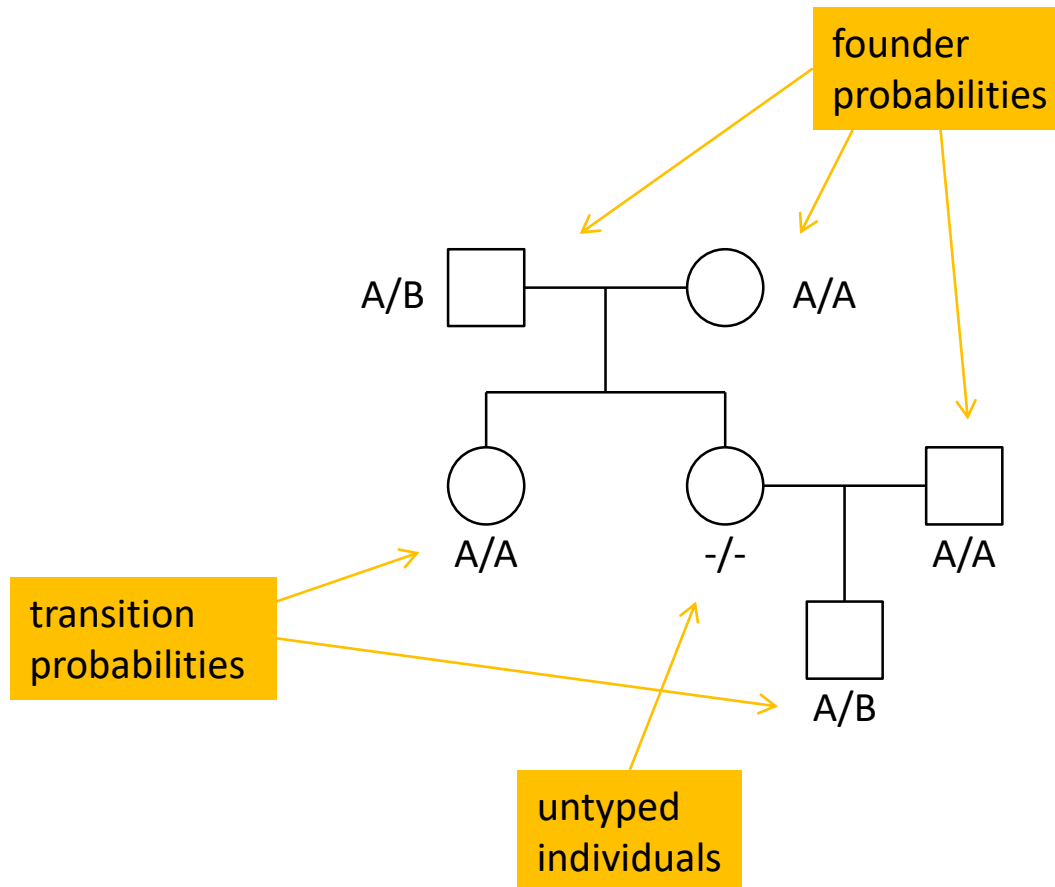 founder
probabilities
A/B
A/A
A/A
-/-
A/A
transition
probabilities
A/B
untyped
individuals